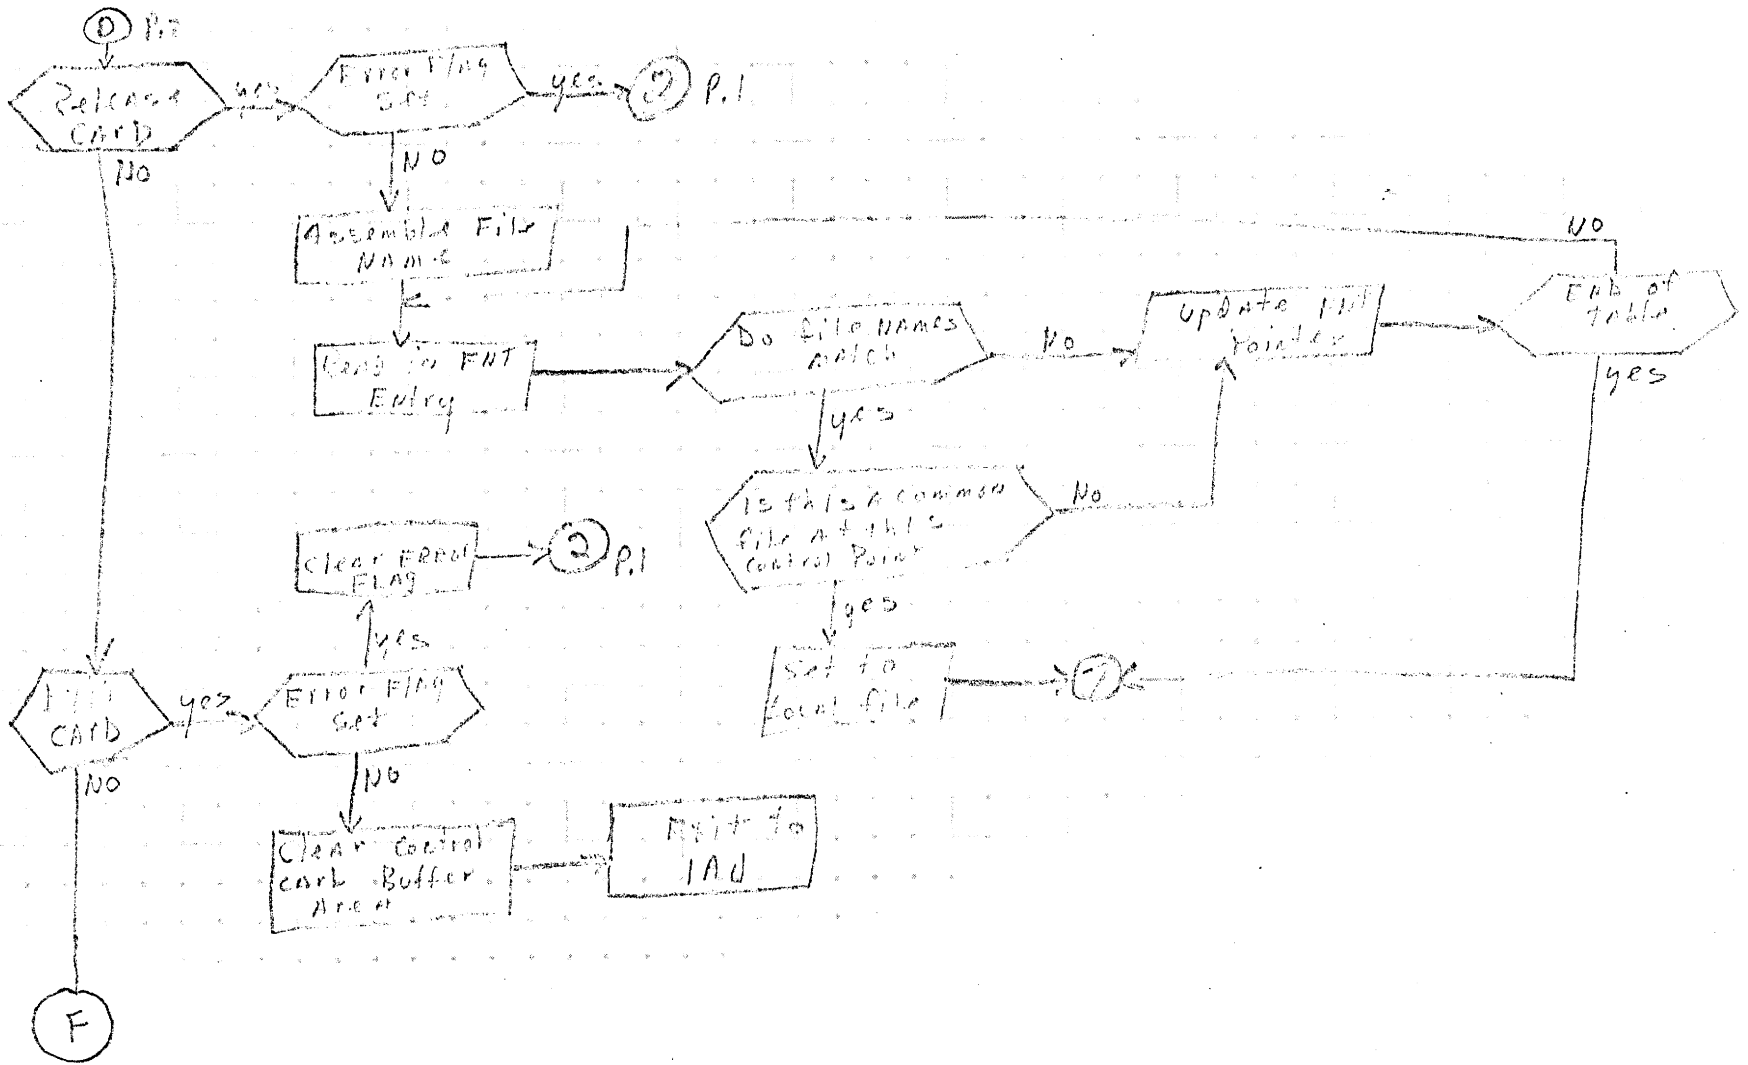 D P.2
Release
CARD
yes
Error Flag
Set
yes
2 P.1
No
NO
Assemble File
NAME
NO
Read in FNT
Entry
Do file NAMES
match
No
Update FNT
Pointer
End of
table
yes
yes
Is this A common
file At this
Control Point
No
Clear ERROR
FLAG
2 P.1
yes
yes
CARD
yes
Error Flag
Set
Set to
local file
NO
NO
Clear Control
CArd Buffer
AreA
Exit to
1AJ
F